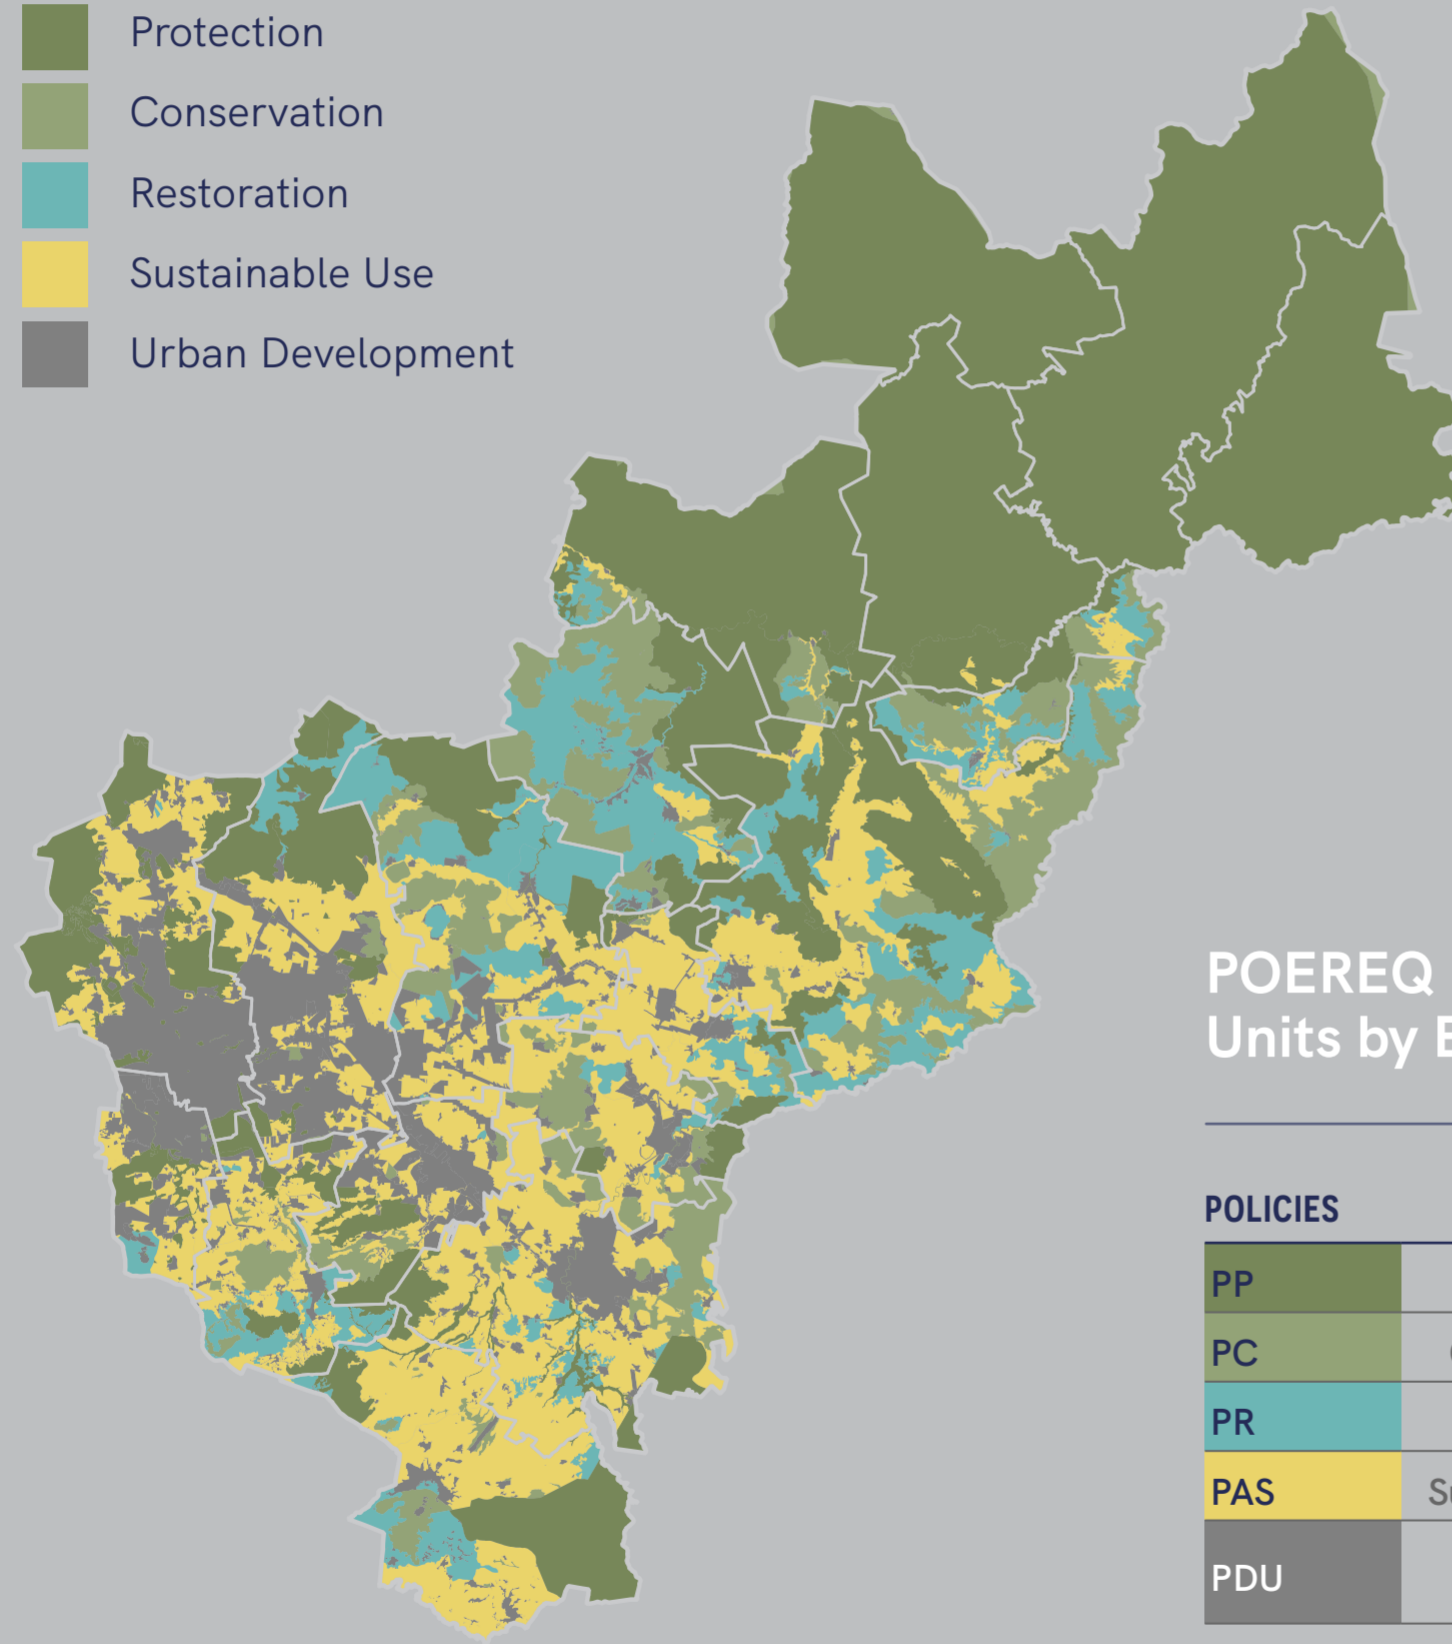 Protection
Conservation
Restoration
Sustainable Use
Urban Development
POEREQ
Units by
POLICIES
PP
PC
PR
PAS
PDU